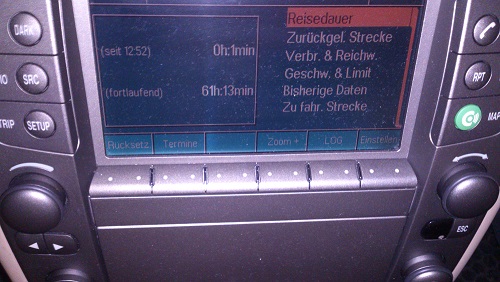 DARK
Reisedauer
(seit 12:52) 0h:1min
Zurückgel. Strecke
Verbr. & Reichw.
SRC
Geschw, & Limit
RPT
(fortlaufend) 61h:13min
Bisherige Daten
Zu fahr. Strecke
TRIP SETUP
MAP
Rücksetz Termine Zoom + LOG Einstellen
ESC